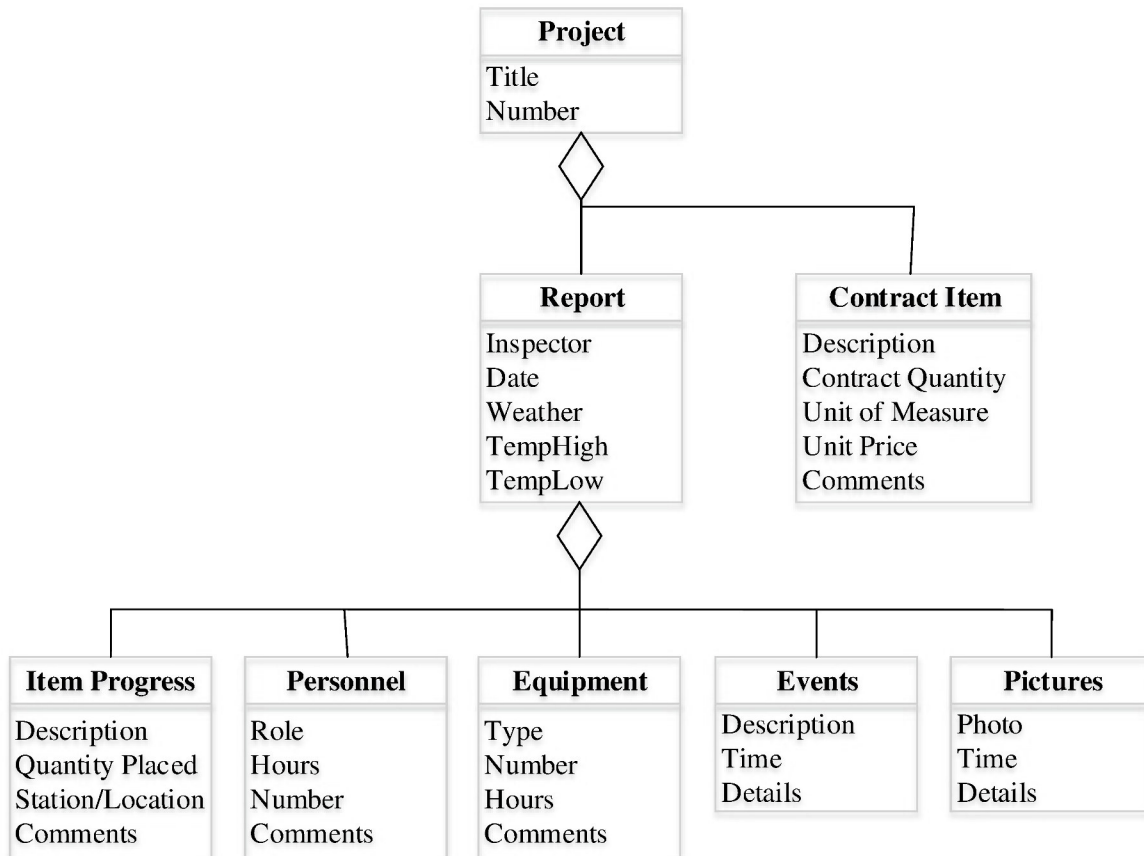 Project
Title
Number
Report
Inspector
Date
Weather
TempHigh
TempLow
Contract Item
Description
Contract Quantity
Unit of Measure
Unit Price
Comments
Item Progress
Description
Quantity Placed
Station/Location
Comments
Personnel
Role
Hours
Number
Comments
Equipment
Type
Number
Hours
Comments
Events
Description
Time
Details
Pictures
Photo
Time
Details